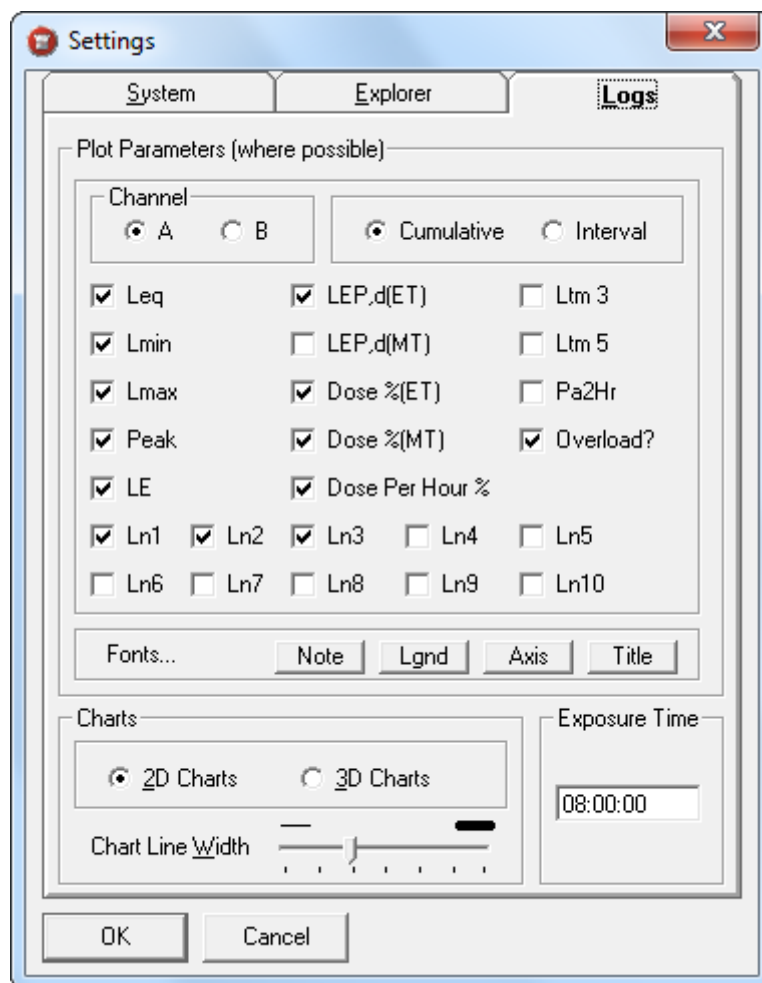 Settings
System Explorer Logs
Plot Parameters (where possible)
Channel
A B Cumulative Interval
Leq LEP,d(ET) Ltm 3
Lmin LEP,d(MT) Ltm 5
Lmax Dose %(ET) Pa2Hr
Peak Dose %(MT) Overload?
LE Dose Per Hour %
Ln1 Ln2 Ln3 Ln4 Ln5
Ln6 Ln7 Ln8 Ln9 Ln10
Fonts... Note Lgnd Axis Title
Charts Exposure Time
2D Charts 3D Charts
08:00:00
Chart Line Width
OK Cancel